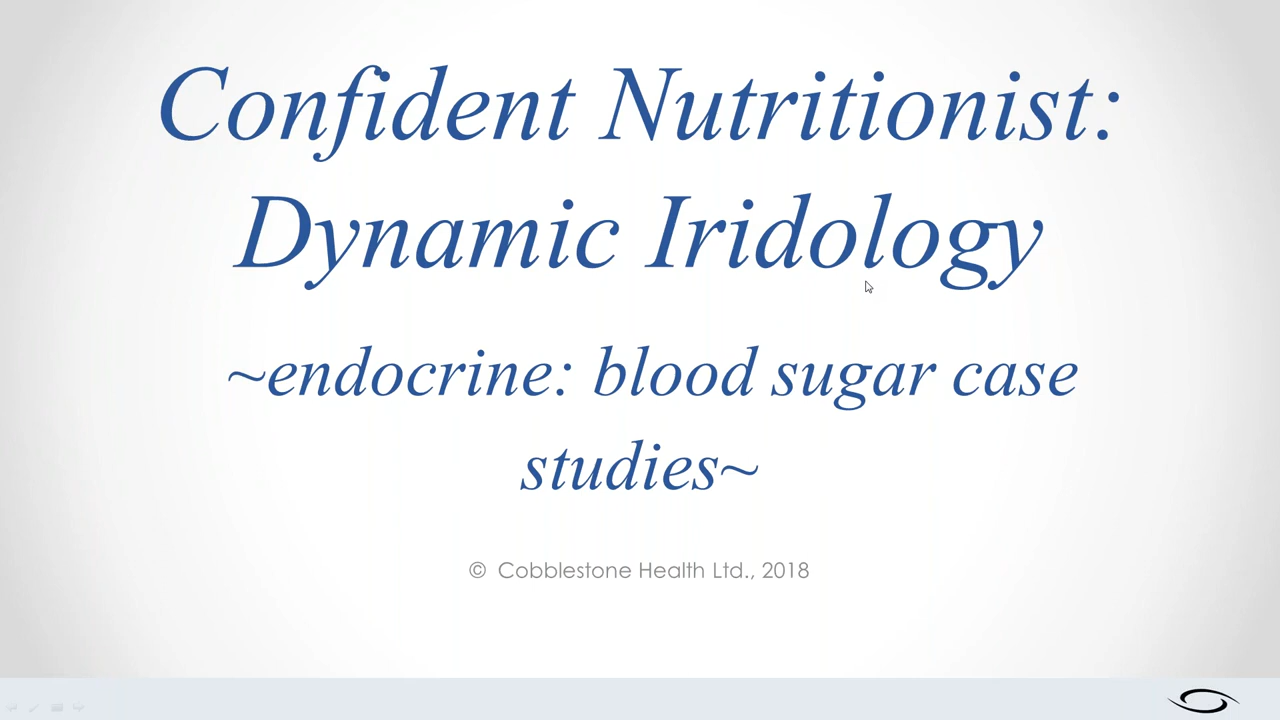 Confident Nutritionist:
Dynamic Iridology
~endocrine: blood sugar case
studies~
© Cobblestone Health Ltd., 2018